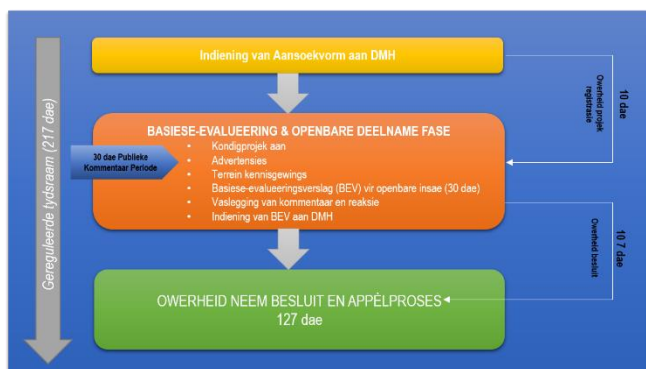 Gereguleerde tydsraam (217 dae)
Indiening van Aansoekvorm aan DMH
10 dae
Owerheid projek
registrasie
30 dae Publieke
Kommentaar Periode
BASIESE-EVALUEERING & OPENBARE DEELNAME FASE
• Kondigprojek aan
• Advertensies
• Terrein kennisgewings
• Basiese-evalueeringsverslag (BEV) vir openbare insae (30 dae)
• Vaslegging van kommentaar en reaksie
• Indiening van BEV aan DMH
10 7 dae
Owerheid besluit
OWERHEID NEEM BESLUIT EN APPÈLPROSES
127 dae